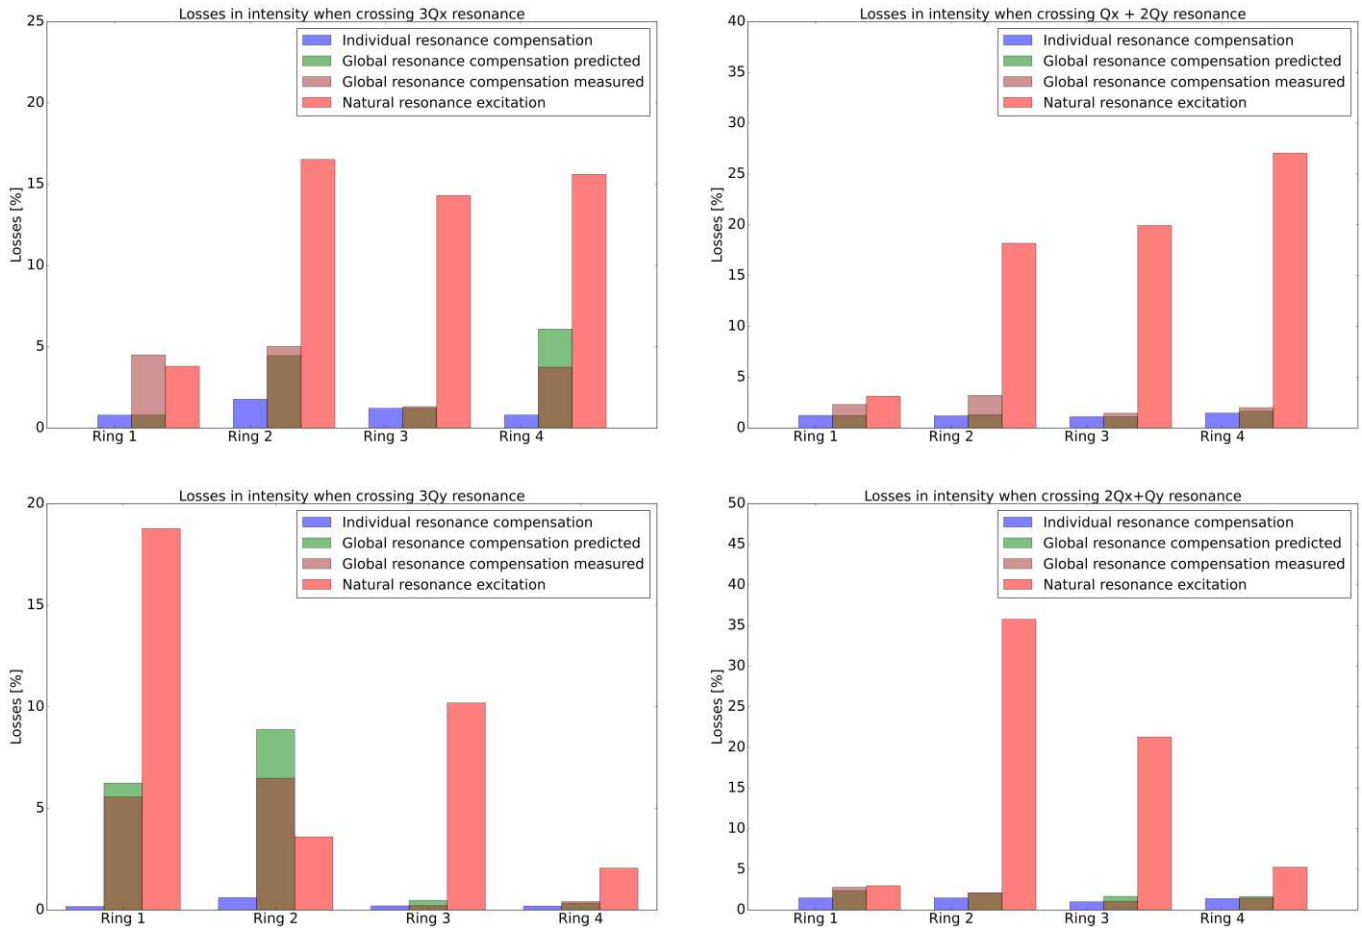 Losses in intensity when crossing 3Qx resonance
Losses [%]
25
20
15
10
5
0
Individual resonance compensation
Global resonance compensation predicted
Global resonance compensation measured
Natural resonance excitation
Ring 1 Ring 2 Ring 3 Ring 4
Losses in intensity when crossing Qx + 2Qy resonance
Losses [%]
40
35
30
25
20
15
10
5
0
Individual resonance compensation
Global resonance compensation predicted
Global resonance compensation measured
Natural resonance excitation
Ring 1 Ring 2 Ring 3 Ring 4
Losses in intensity when crossing 3Qy resonance
Losses [%]
20
15
10
5
0
Individual resonance compensation
Global resonance compensation predicted
Global resonance compensation measured
Natural resonance excitation
Ring 1 Ring 2 Ring 3 Ring 4
Losses in intensity when crossing 2Qx+Qy resonance
Losses [%]
50
45
40
35
30
25
20
15
10
5
0
Individual resonance compensation
Global resonance compensation predicted
Global resonance compensation measured
Natural resonance excitation
Ring 1 Ring 2 Ring 3 Ring 4